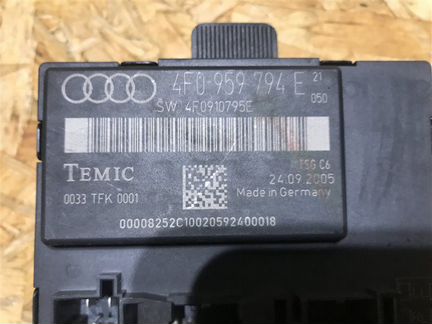 4F0 959 794 E 21
050
SW 4F0910795E
TEMIC
TSG C6
24.09.2005
0033 TFK 0001
Made in Germany
00008252C10020592400018